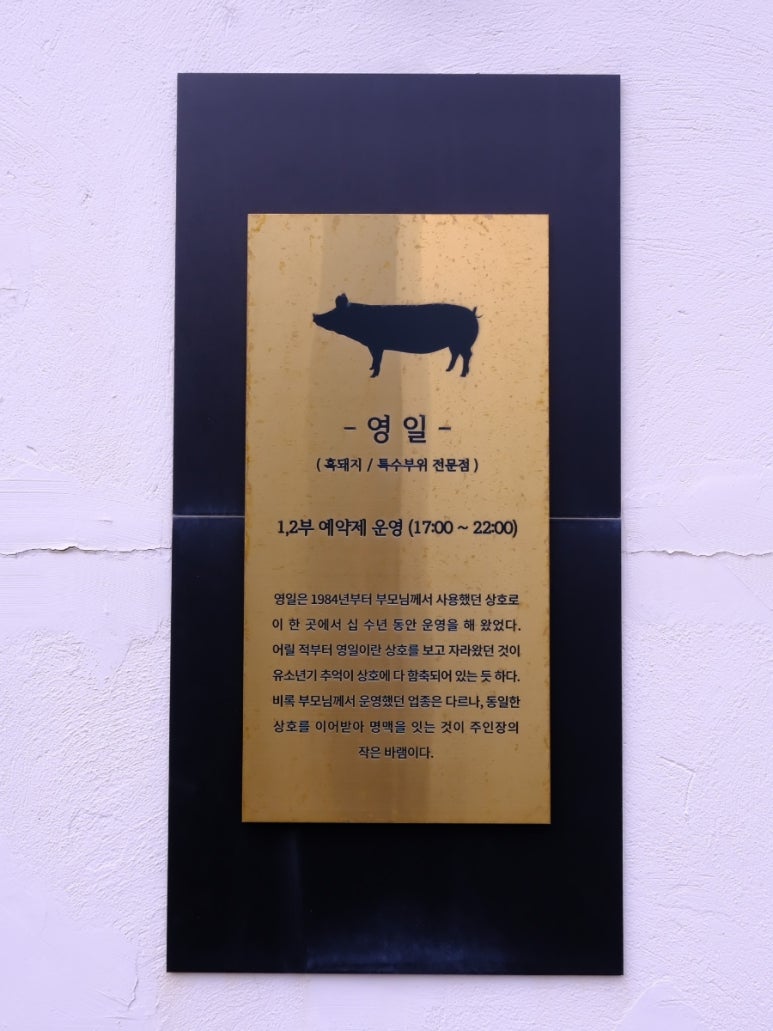 - 영일 -
( 흑돼지 / 특수부위 전문점 )
1,2부 예약제 운영 (17:00 ~ 22:00)
영일은 1984년부터 부모님께서 사용했던 상호로
이 한 곳에서 십 수년 동안 운영을 해 왔었다.
어릴 적부터 영일이란 상호를 보고 자라왔던 것이
유소년기 추억이 상호에 다 함축되어 있는 듯 하다.
비록 부모님께서 운영했던 업종은 다르나, 동일한
상호를 이어받아 명맥을 잇는 것이 주인장의
작은 바램이다.